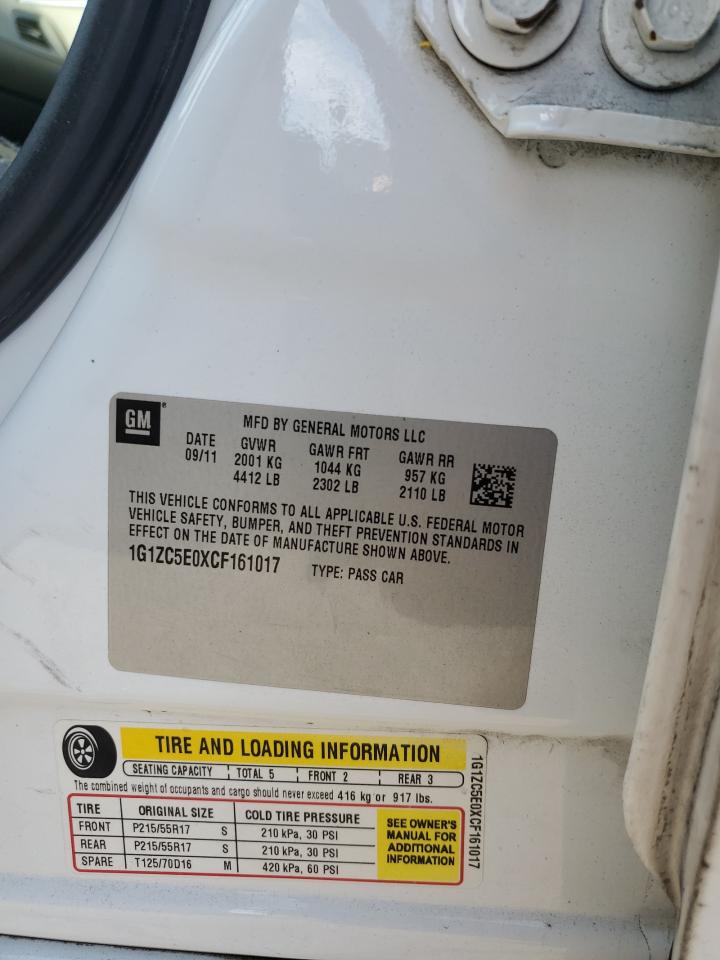 GM ®
MFD BY GENERAL MOTORS LLC
DATE GVWR GAWR FRT GAWR RR
09/11 2001 KG 1044 KG 957 KG
4412 LB 2302 LB 2110 LB
THIS VEHICLE CONFORMS TO ALL APPLICABLE U.S. FEDERAL MOTOR
VEHICLE SAFETY, BUMPER, AND THEFT PREVENTION STANDARDS IN
EFFECT ON THE DATE OF MANUFACTURE SHOWN ABOVE.
1G1ZC5E0XCF161017 TYPE: PASS CAR
TIRE AND LOADING INFORMATION
SEATING CAPACITY TOTAL 5 FRONT 2 REAR 3
The combined weight of occupants and cargo should never exceed 416 kg or 917 lbs.
TIRE ORIGINAL SIZE COLD TIRE PRESSURE
FRONT P215/55R17 S 210 kPa, 30 PSI
REAR P215/55R17 S 210 kPa, 30 PSI
SPARE T125/70D16 M 420 kPa, 60 PSI
SEE OWNER'S
MANUAL FOR
ADDITIONAL
INFORMATION
1G1ZC5E0XCF161017